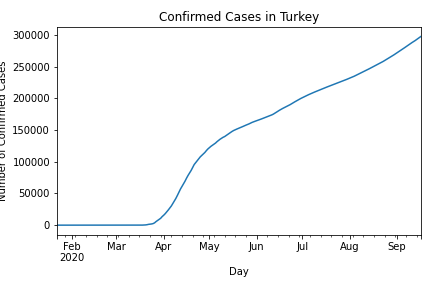 Confirmed Cases in Turkey
Number of Confirmed Cases
300000
250000
200000
150000
100000
50000
0
Feb Mar Apr May Jun Jul Aug Sep
2020
Day